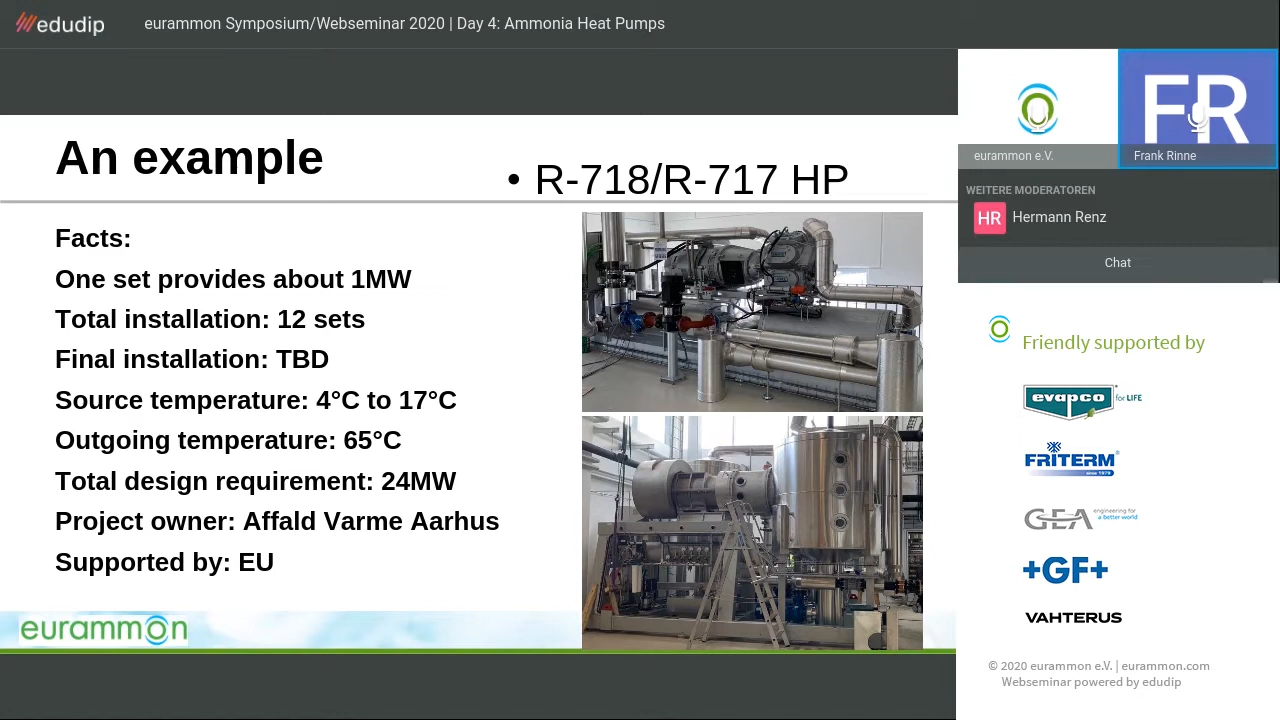 edudip
eurammon Symposium/Webseminar 2020 | Day 4: Ammonia Heat Pumps
An example
• R-718/R-717 HP
Facts:
One set provides about 1MW
Total installation: 12 sets
Final installation: TBD
Source temperature: 4°C to 17°C
Outgoing temperature: 65°C
Total design requirement: 24MW
Project owner: Affald Varme Aarhus
Supported by: EU
eurammon
eurammon e.V.
FR
Frank Rinne
WEITERE MODERATOREN
HR
Hermann Renz
Chat
Friendly supported by
evapco
for LIFE
FRITERM
since 1979
GEA
engineering for
a better world
+GF+
VAHTERUS
© 2020 eurammon e.V. | eurammon.com
Webseminar powered by edudip